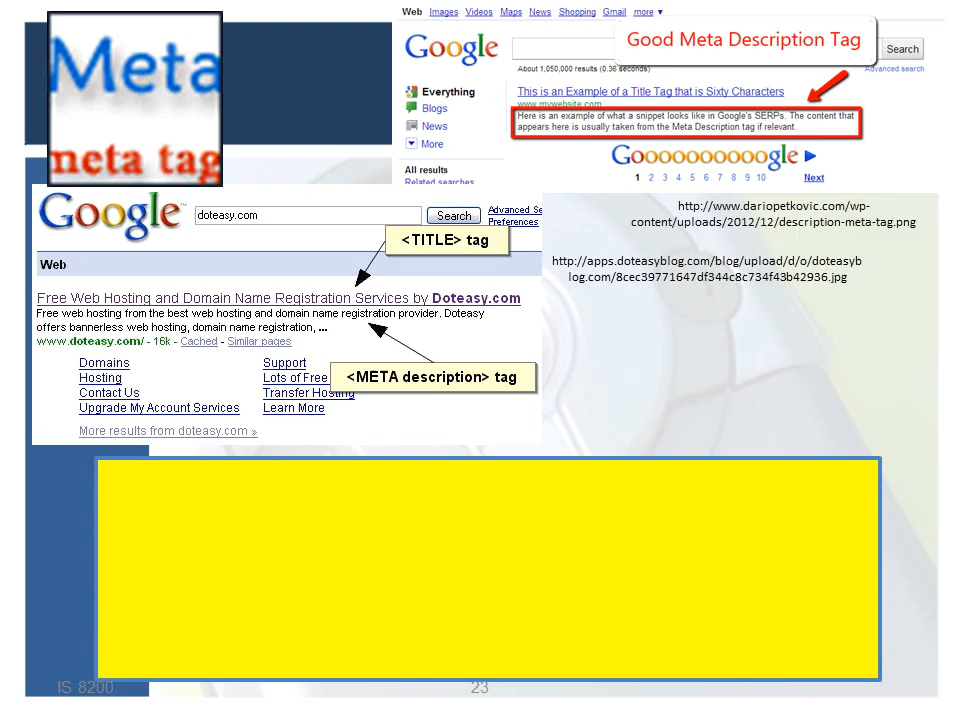 Meta
meta tag
Web Images Videos Maps News Shopping Gmail more ▼
Google
Good Meta Description Tag
Search
About 1,050,000 results (0.36 seconds)
Advanced search
Everything
Blogs
News
More
All results
Related searches
This is an Example of a Title Tag that is Sixty Characters
www.mywebsite.com
Here is an example of what a snippet looks like in Google's SERPs. The content that
appears here is usually taken from the Meta Description tag if relevant.
Goooooooooogle
1 2 3 4 5 6 7 8 9 10 Next
Google™
doteasy.com
Search
Advanced Se
Preferences
<TITLE> tag
Web
Free Web Hosting and Domain Name Registration Services by Doteasy.com
Free web hosting from the best web hosting and domain name registration provider. Doteasy
offers bannerless web hosting, domain name registration, ...
www.doteasy.com/ - 16k - Cached - Similar pages
<META description> tag
Domains Support
Hosting Lots of Free
Contact Us Transfer Hosting
Upgrade My Account Services Learn More
More results from doteasy.com »
http://www.dariopetkovic.com/wp-
content/uploads/2012/12/description-meta-tag.png
http://apps.doteasyblog.com/blog/upload/d/o/doteasyb
log.com/8cec39771647df344c8c734f43b42936.jpg
IS 8200
23